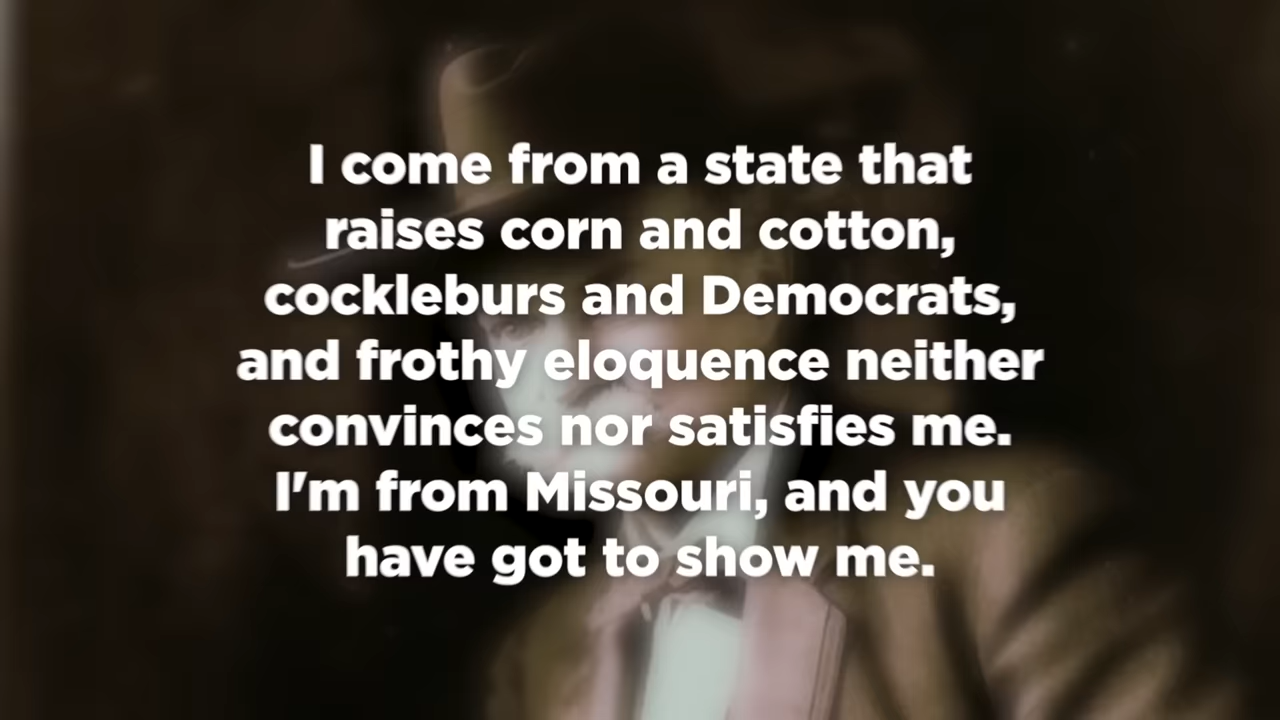 I come from a state that
raises corn and cotton,
cockleburs and Democrats,
and frothy eloquence neither
convinces nor satisfies me.
I'm from Missouri, and you
have got to show me.